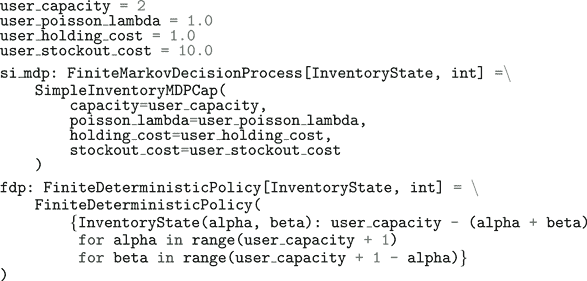 user_capacity = 2
user_poisson_lambda = 1.0
user_holding_cost = 1.0
user_stockout_cost = 10.0
si_mdp: FiniteMarkovDecisionProcess[InventoryState, int] =\
    SimpleInventoryMDPCap(
        capacity=user_capacity,
        poisson_lambda=user_poisson_lambda,
        holding_cost=user_holding_cost,
        stockout_cost=user_stockout_cost
    )
fdp: FiniteDeterministicPolicy[InventoryState, int] = \
    FiniteDeterministicPolicy(
        {InventoryState(alpha, beta): user_capacity - (alpha + beta)
         for alpha in range(user_capacity + 1)
         for beta in range(user_capacity + 1 - alpha)}
)